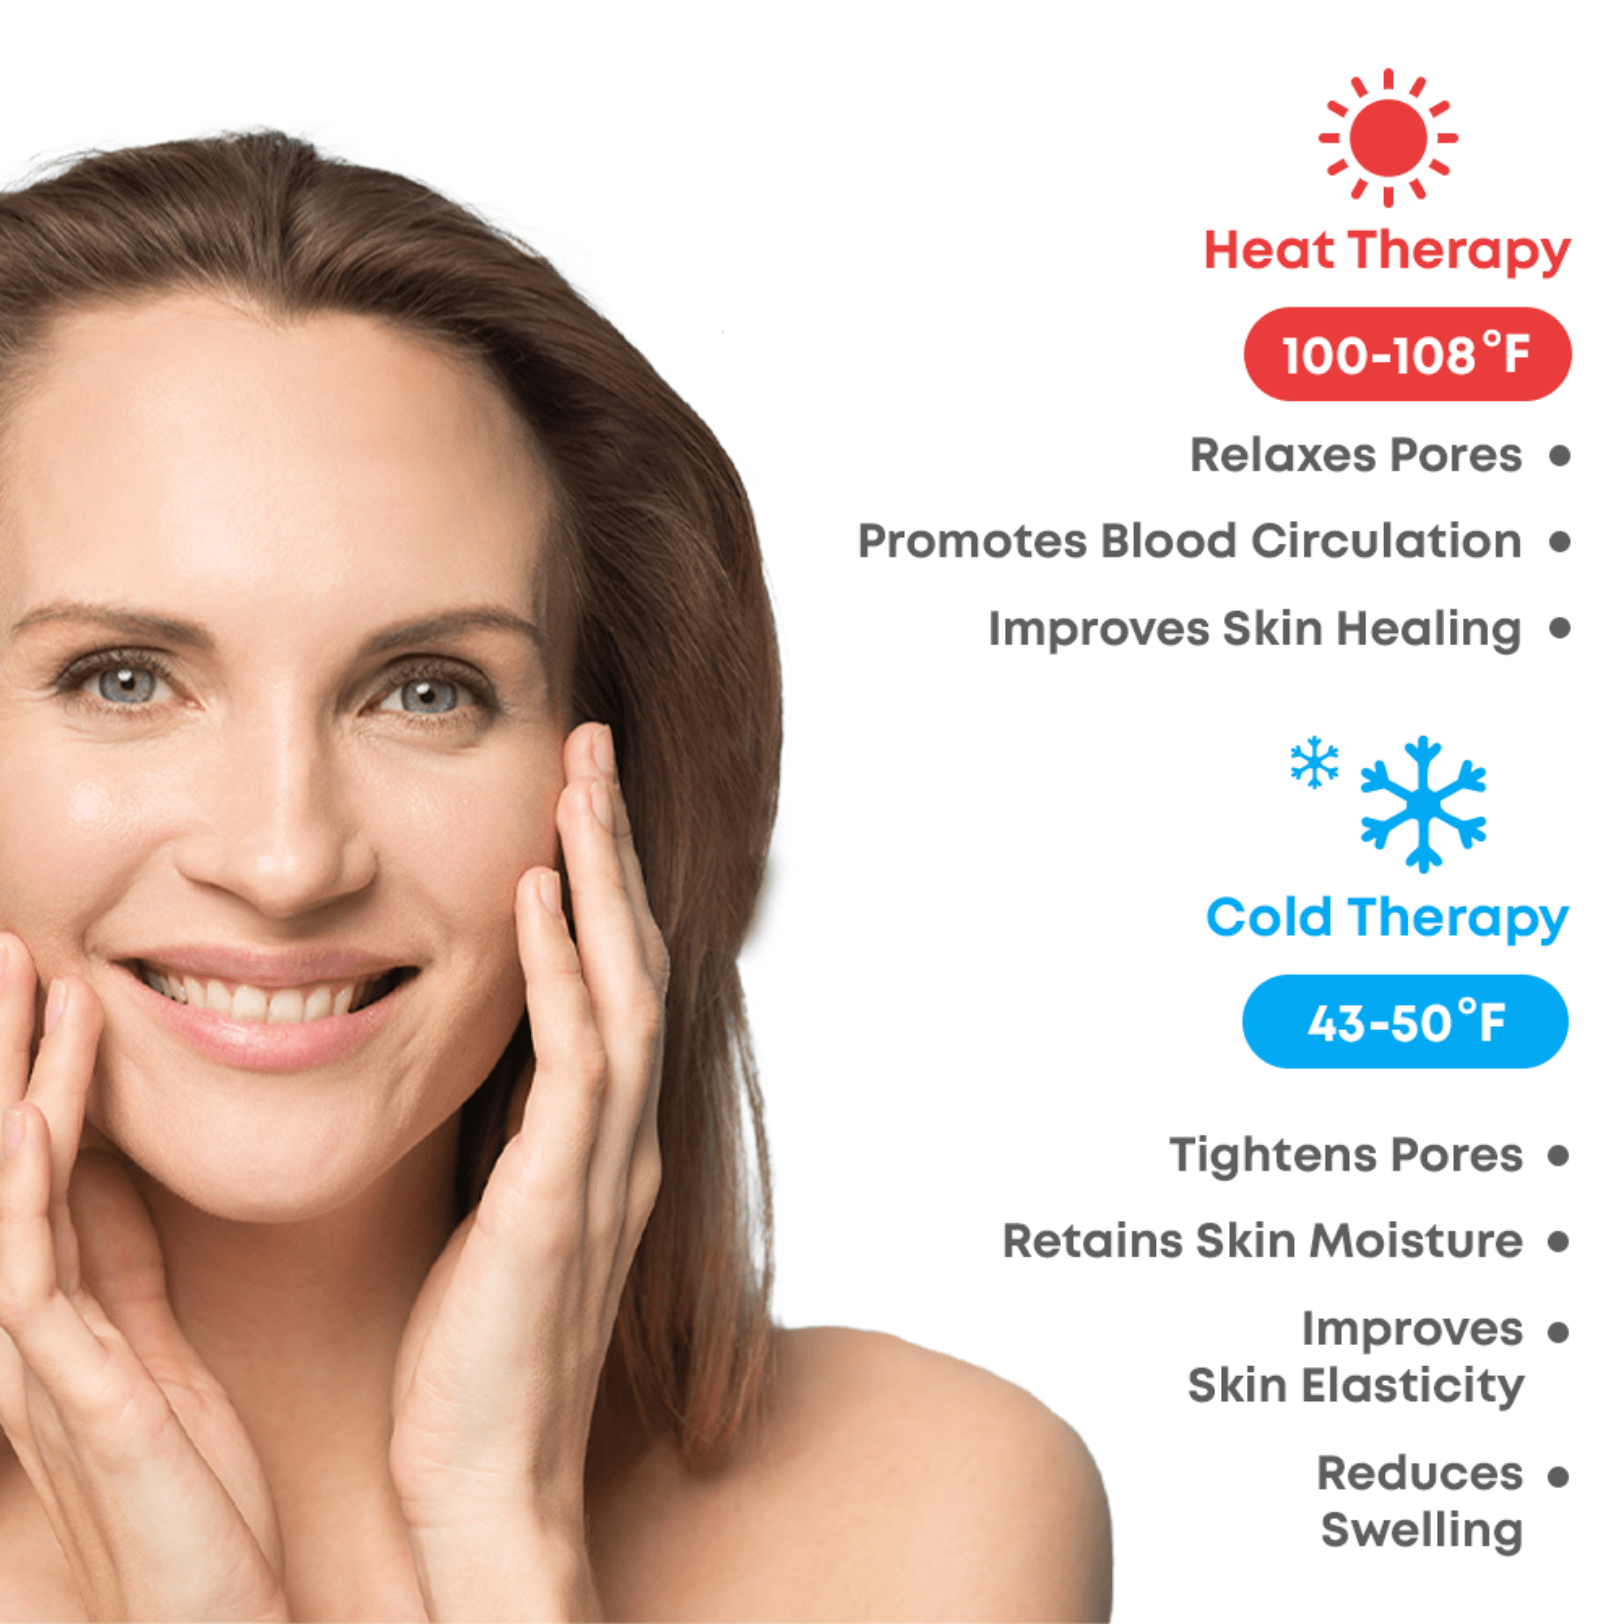 Heat Therapy
100-108°F
Relaxes Pores •
Promotes Blood Circulation •
Improves Skin Healing •
Cold Therapy
43-50°F
Tightens Pores •
Retains Skin Moisture •
Improves •
Skin Elasticity
Reduces •
Swelling